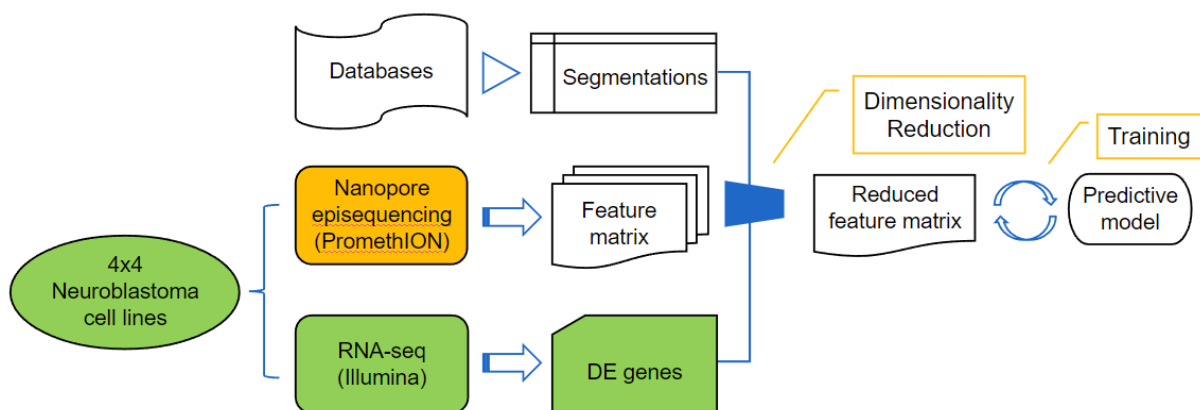 Databases
Segmentations
Dimensionality
Reduction
Training
Nanopore
episequencing
(PromethION)
Feature
matrix
Reduced
feature matrix
Predictive
model
4x4
Neuroblastoma
cell lines
RNA-seq
(Illumina)
DE genes